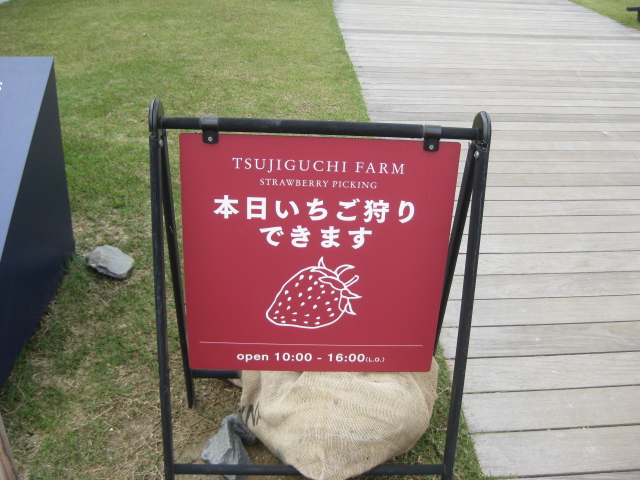 TSUJIGUCHI FARM
STRAWBERRY PICKING
本日いちご狩り
できます
open 10:00 - 16:00(L.O.)